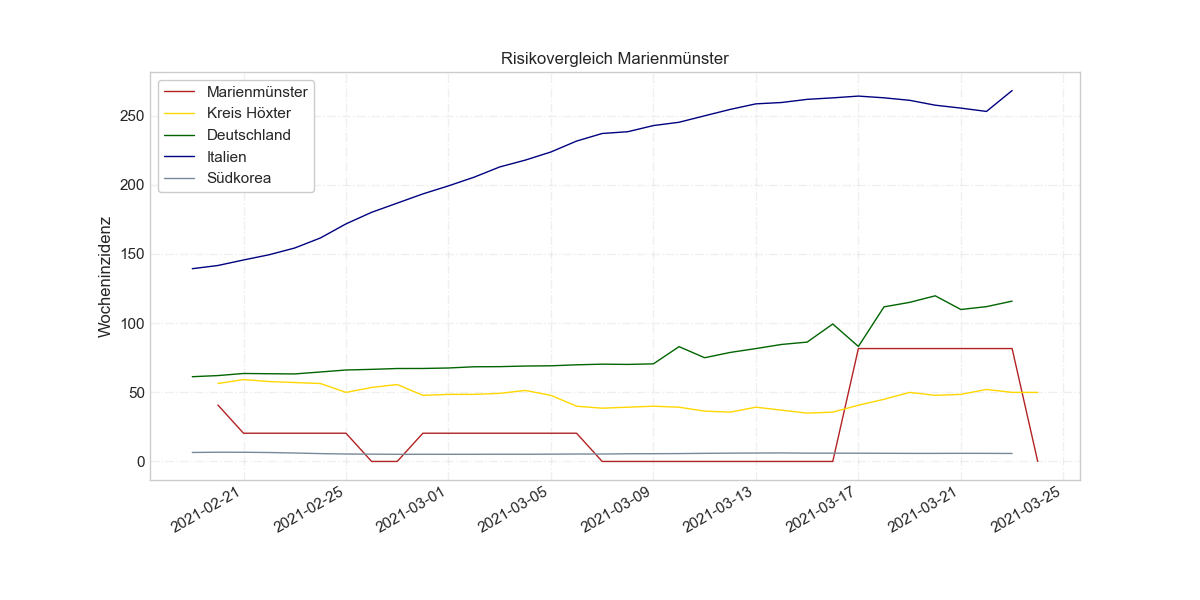 Risikovergleich Marienmünster
Marienmünster
Kreis Höxter
Deutschland
Italien
Südkorea
Wocheninzidenz
250
200
150
100
50
0
2021-02-21
2021-02-25
2021-03-01
2021-03-05
2021-03-09
2021-03-13
2021-03-17
2021-03-21
2021-03-25